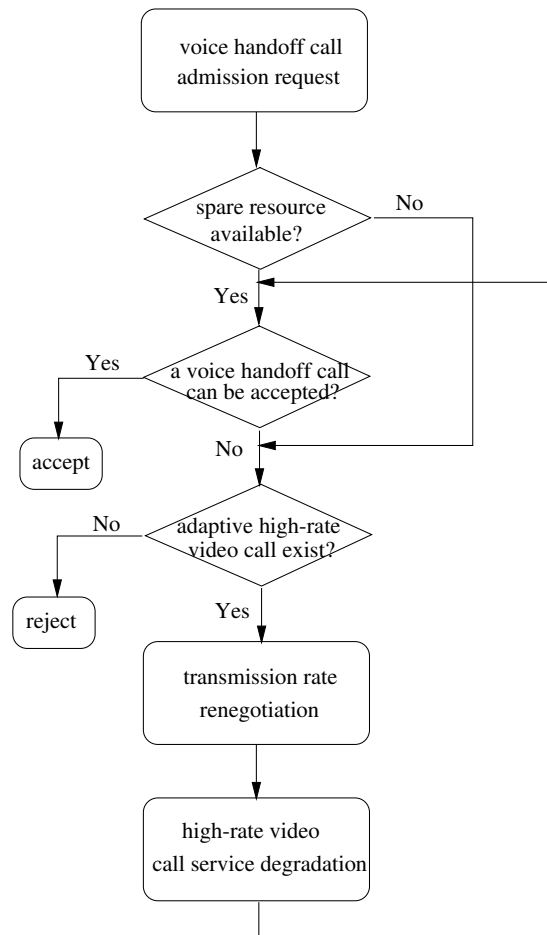 voice handoff call
admission request
spare resource
available?
No
Yes
Yes
a voice handoff call
can be accepted?
accept
No
No
adaptive high-rate
video call exist?
reject
Yes
transmission rate
renegotiation
high-rate video
call service degradation